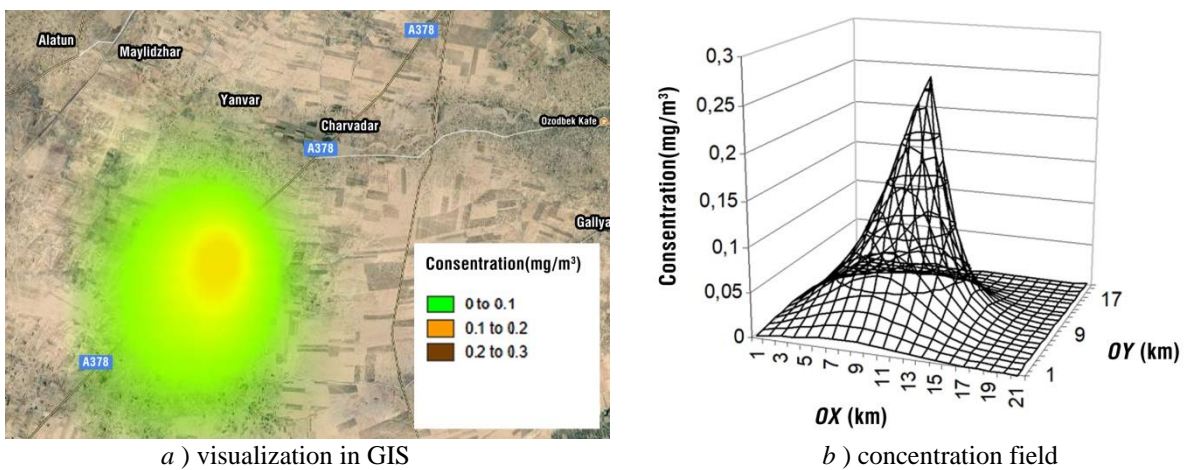 Alatun
Maylidzhar
A378
Yanvar
Charvadar
Ozodbek Kafe
A378
Gallya
A378
Consentration(mg/m³)
0 to 0.1
0.1 to 0.2
0.2 to 0.3
a ) visualization in GIS
Consentration(mg/m³)
0,3
0,25
0,2
0,15
0,1
0,05
0
1
3
5
7
9
11
13
15
17
19
21
OX (km)
1
9
17
OY (km)
b ) concentration field